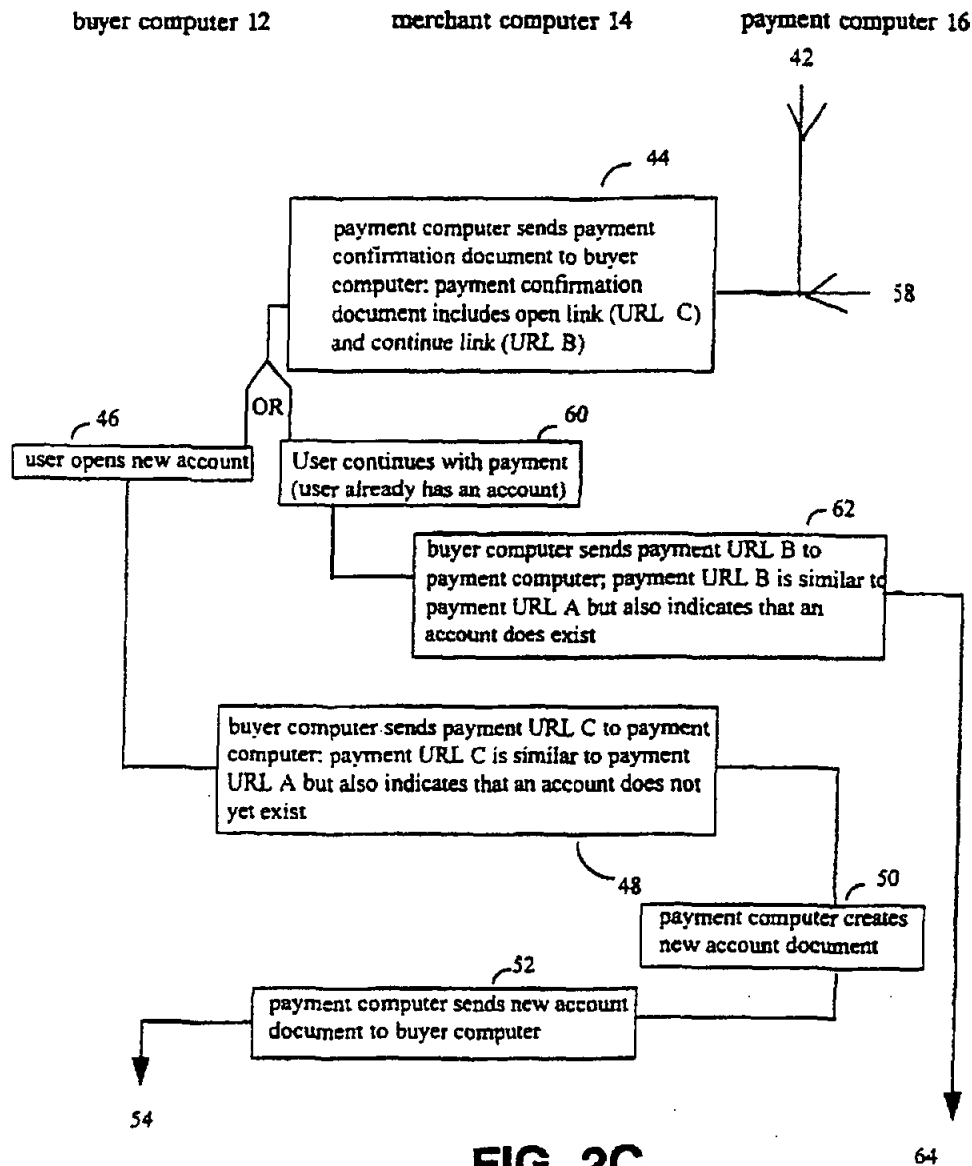 buyer computer 12 merchant computer 14 payment computer 16
42
44
payment computer sends payment
confirmation document to buyer
computer: payment confirmation
document includes open link (URL C)
and continue link (URL B)
58
OR
46
user opens new account
60
User continues with payment
(user already has an account)
62
buyer computer sends payment URL B to
payment computer; payment URL B is similar to
payment URL A but also indicates that an
account does exist
buyer computer sends payment URL C to payment
computer: payment URL C is similar to payment
URL A but also indicates that an account does not
yet exist
48
50
payment computer creates
new account document
52
payment computer sends new account
document to buyer computer
54
64
FIG. 2C